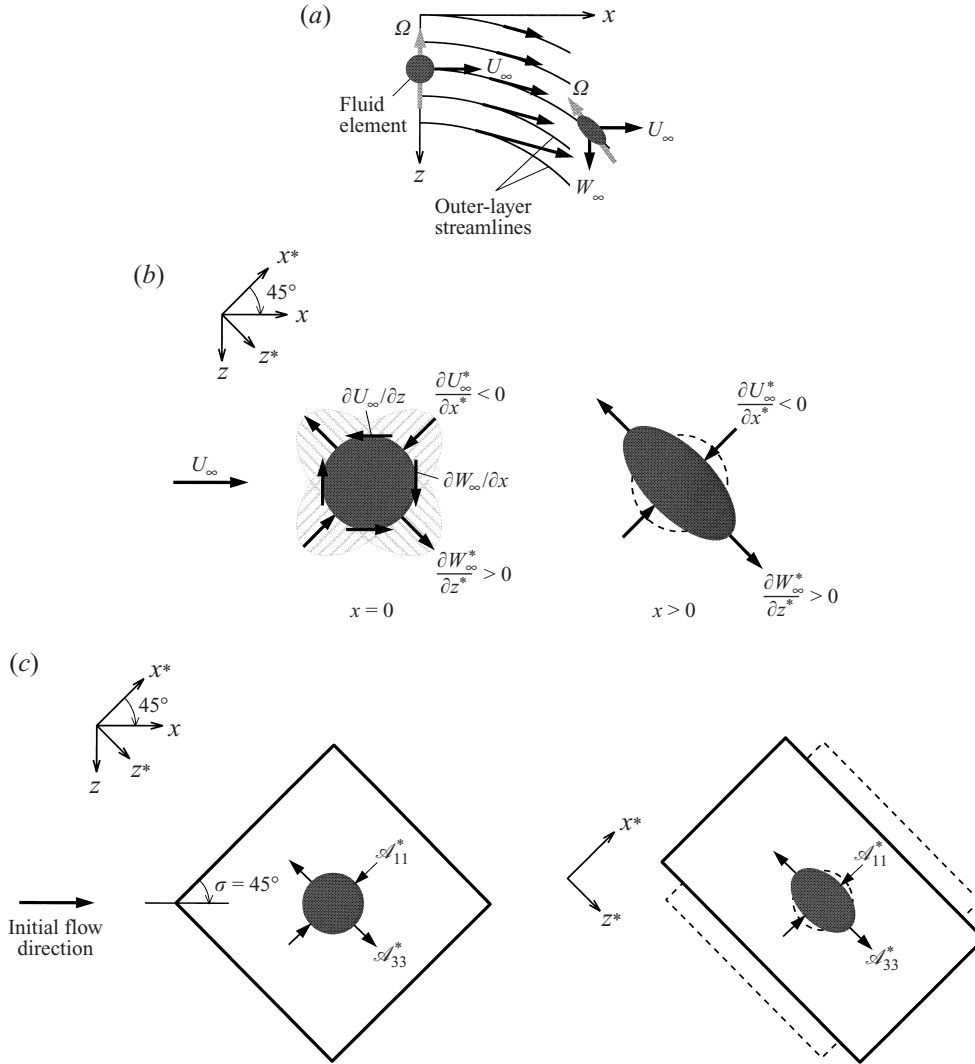 (a)
x
Ω
U∞
Fluid
element
Ω
U∞
z
W∞
Outer-layer
streamlines
(b)
x*
45°
x
z*
z
∂U∞/∂z
∂U*∞/∂x* < 0
U∞
∂W∞/∂x
∂W*∞/∂z* > 0
x = 0
∂U*∞/∂x* < 0
∂W*∞/∂z* > 0
x > 0
(c)
x*
45°
x
z*
z
𝒜*11
σ = 45°
Initial flow
direction
𝒜*33
x*
z*
𝒜*11
𝒜*33